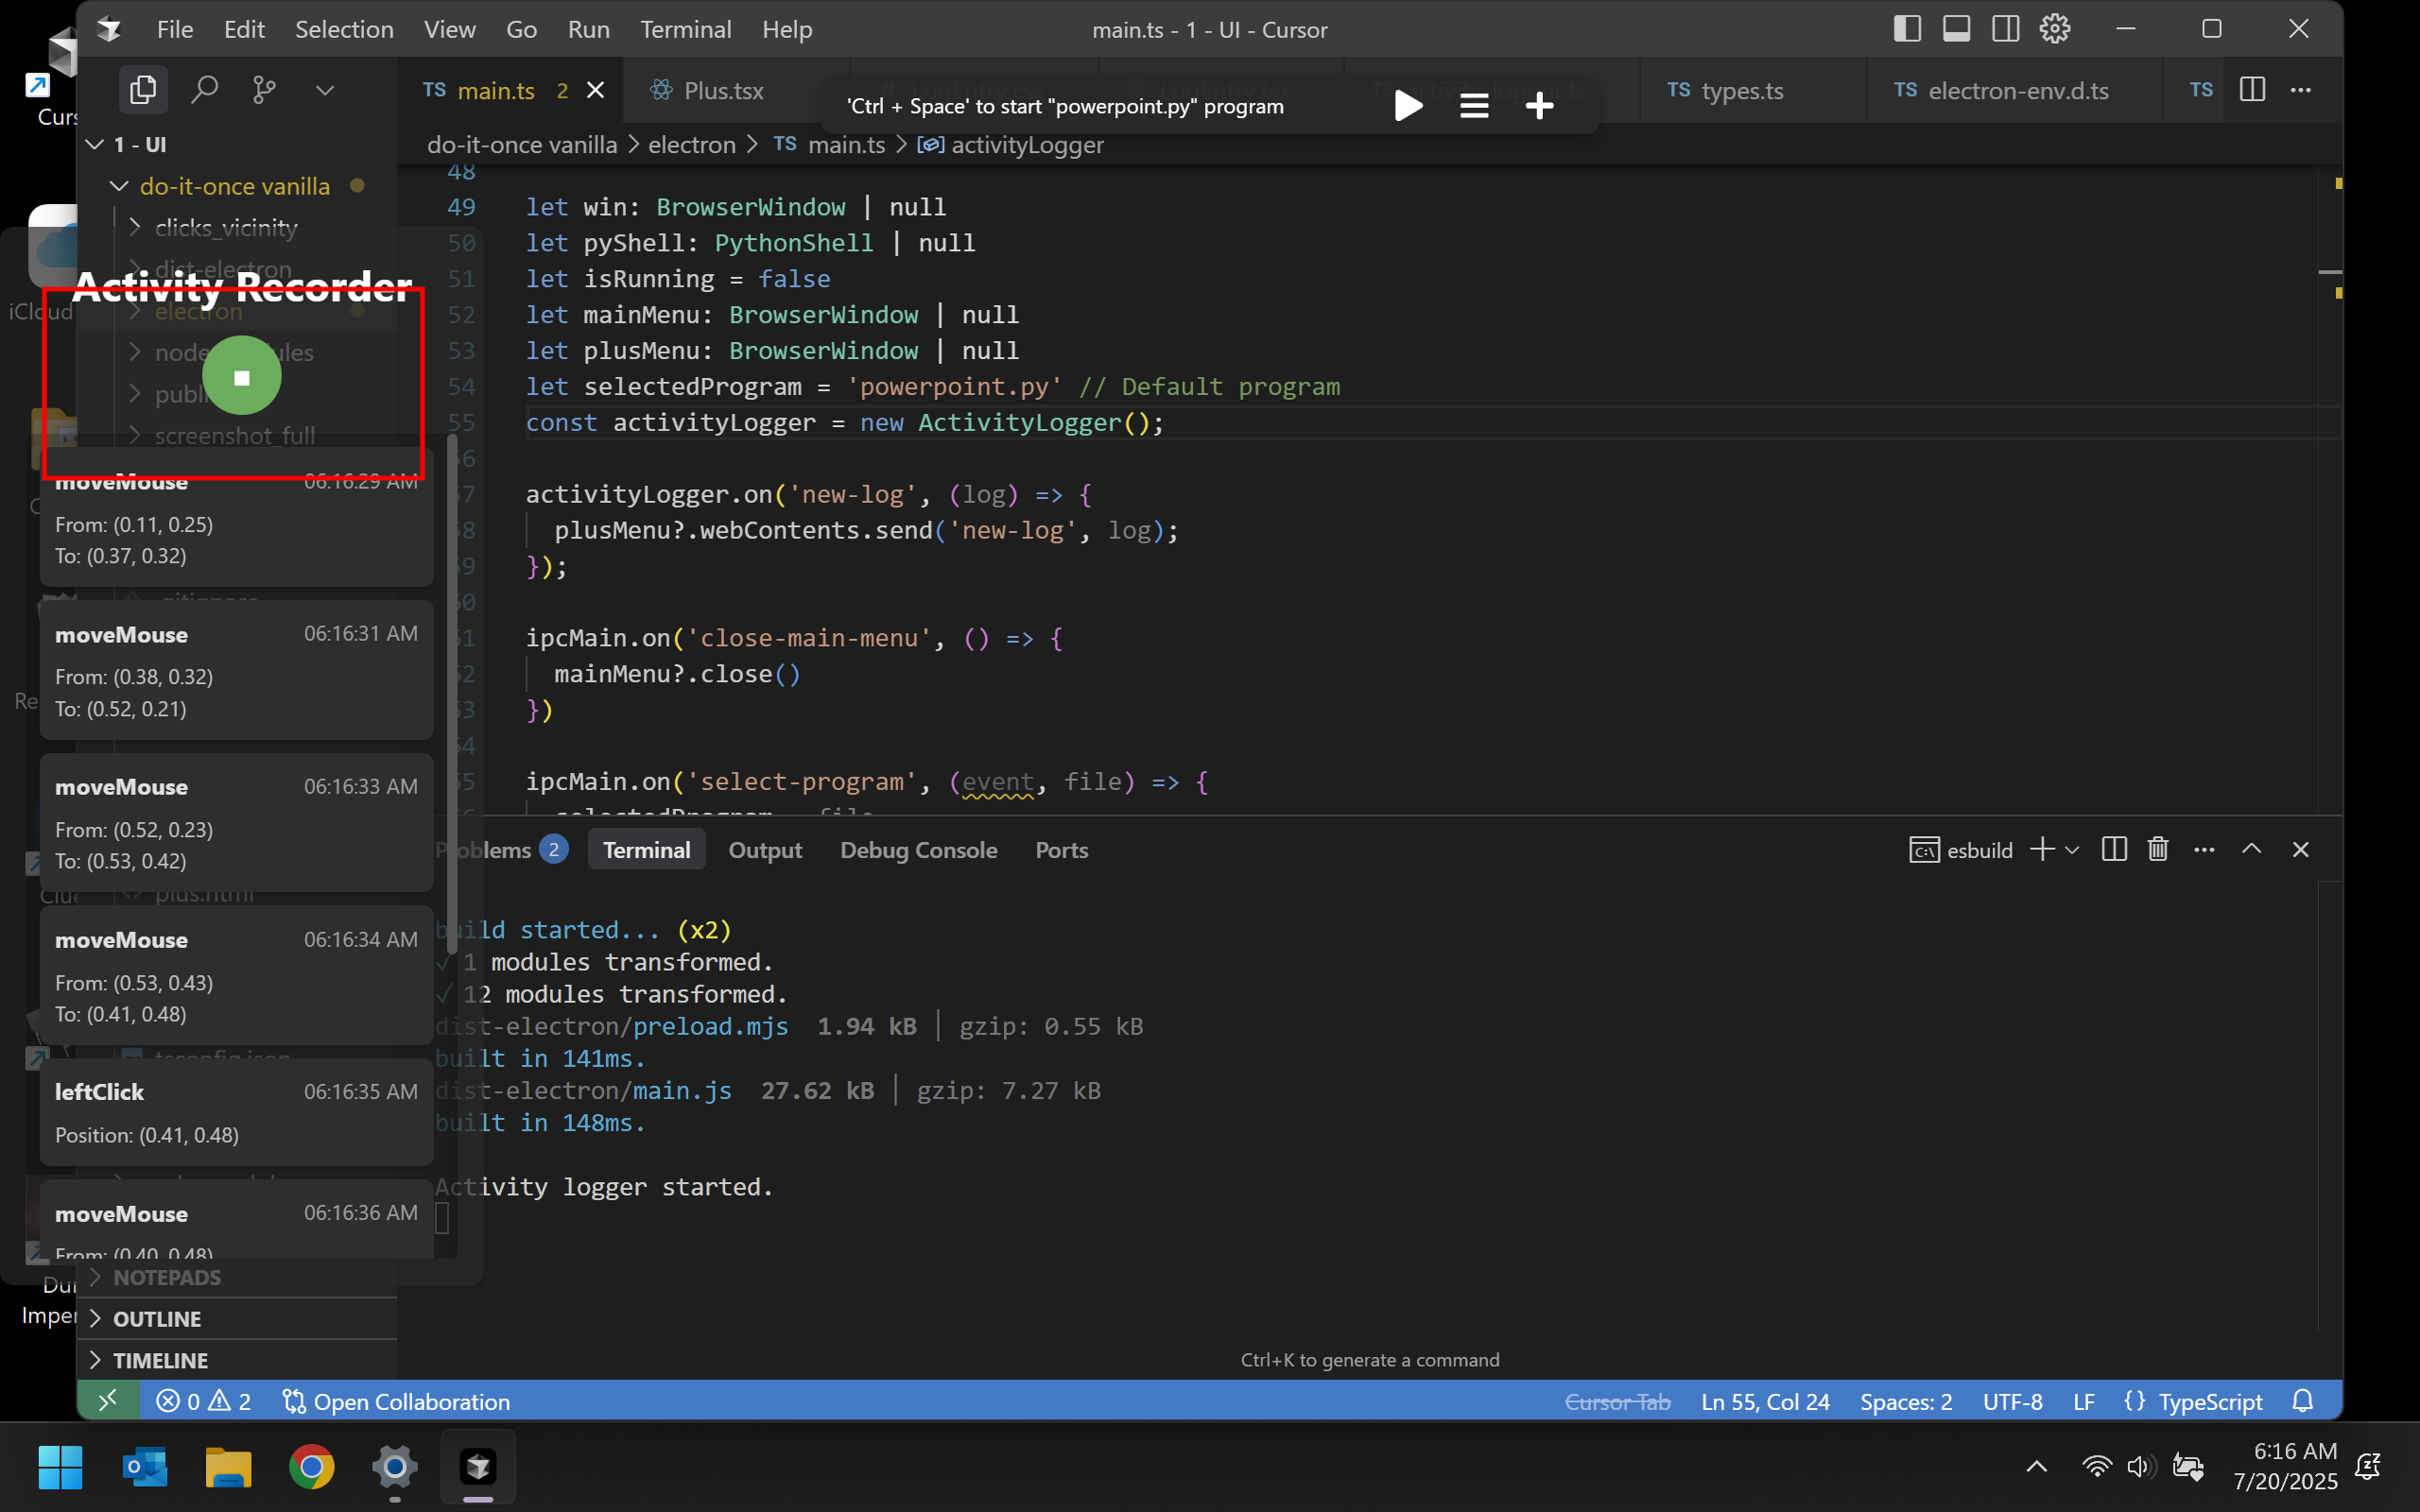 File Edit Selection View Go Run Terminal Help
main.ts - 1 - UI - Cursor
TS main.ts 2
Plus.tsx
LogEntry.css
LogEntry.tsx
TS types.ts
TS electron-env.d.ts
TS
'Ctrl + Space' to start "powerpoint.py" program
1 - UI
do-it-once vanilla > electron > TS main.ts > activityLogger
do-it-once vanilla
clicks_vicinity
dist-electron
electron
screenshot_full
Activity Recorder
moveMouse 06:16:29 AM
From: (0.11, 0.25)
To: (0.37, 0.32)
moveMouse 06:16:31 AM
From: (0.38, 0.32)
To: (0.52, 0.21)
moveMouse 06:16:33 AM
From: (0.52, 0.23)
To: (0.53, 0.42)
plus.html
moveMouse 06:16:34 AM
From: (0.53, 0.43)
To: (0.41, 0.48)
tsconfig.json
leftClick 06:16:35 AM
Position: (0.41, 0.48)
moveMouse 06:16:36 AM
From: (0.40, 0.48)
NOTEPADS
OUTLINE
TIMELINE
48
49 let win: BrowserWindow | null
50 let pyShell: PythonShell | null
51 let isRunning = false
52 let mainMenu: BrowserWindow | null
53 let plusMenu: BrowserWindow | null
54 let selectedProgram = 'powerpoint.py' // Default program
55 const activityLogger = new ActivityLogger();
activityLogger.on('new-log', (log) => {
plusMenu?.webContents.send('new-log', log);
});
ipcMain.on('close-main-menu', () => {
mainMenu?.close()
})
ipcMain.on('select-program', (event, file) => {
selectedProgram = file
Problems 2 Terminal Output Debug Console Ports
esbuild
build started... (x2)
✓ 1 modules transformed.
✓ 12 modules transformed.
dist-electron/preload.mjs 1.94 kB │ gzip: 0.55 kB
built in 141ms.
dist-electron/main.js 27.62 kB │ gzip: 7.27 kB
built in 148ms.
Activity logger started.
Ctrl+K to generate a command
0 2 Open Collaboration
Cursor Tab Ln 55, Col 24 Spaces: 2 UTF-8 LF {} TypeScript
6:16 AM
7/20/2025